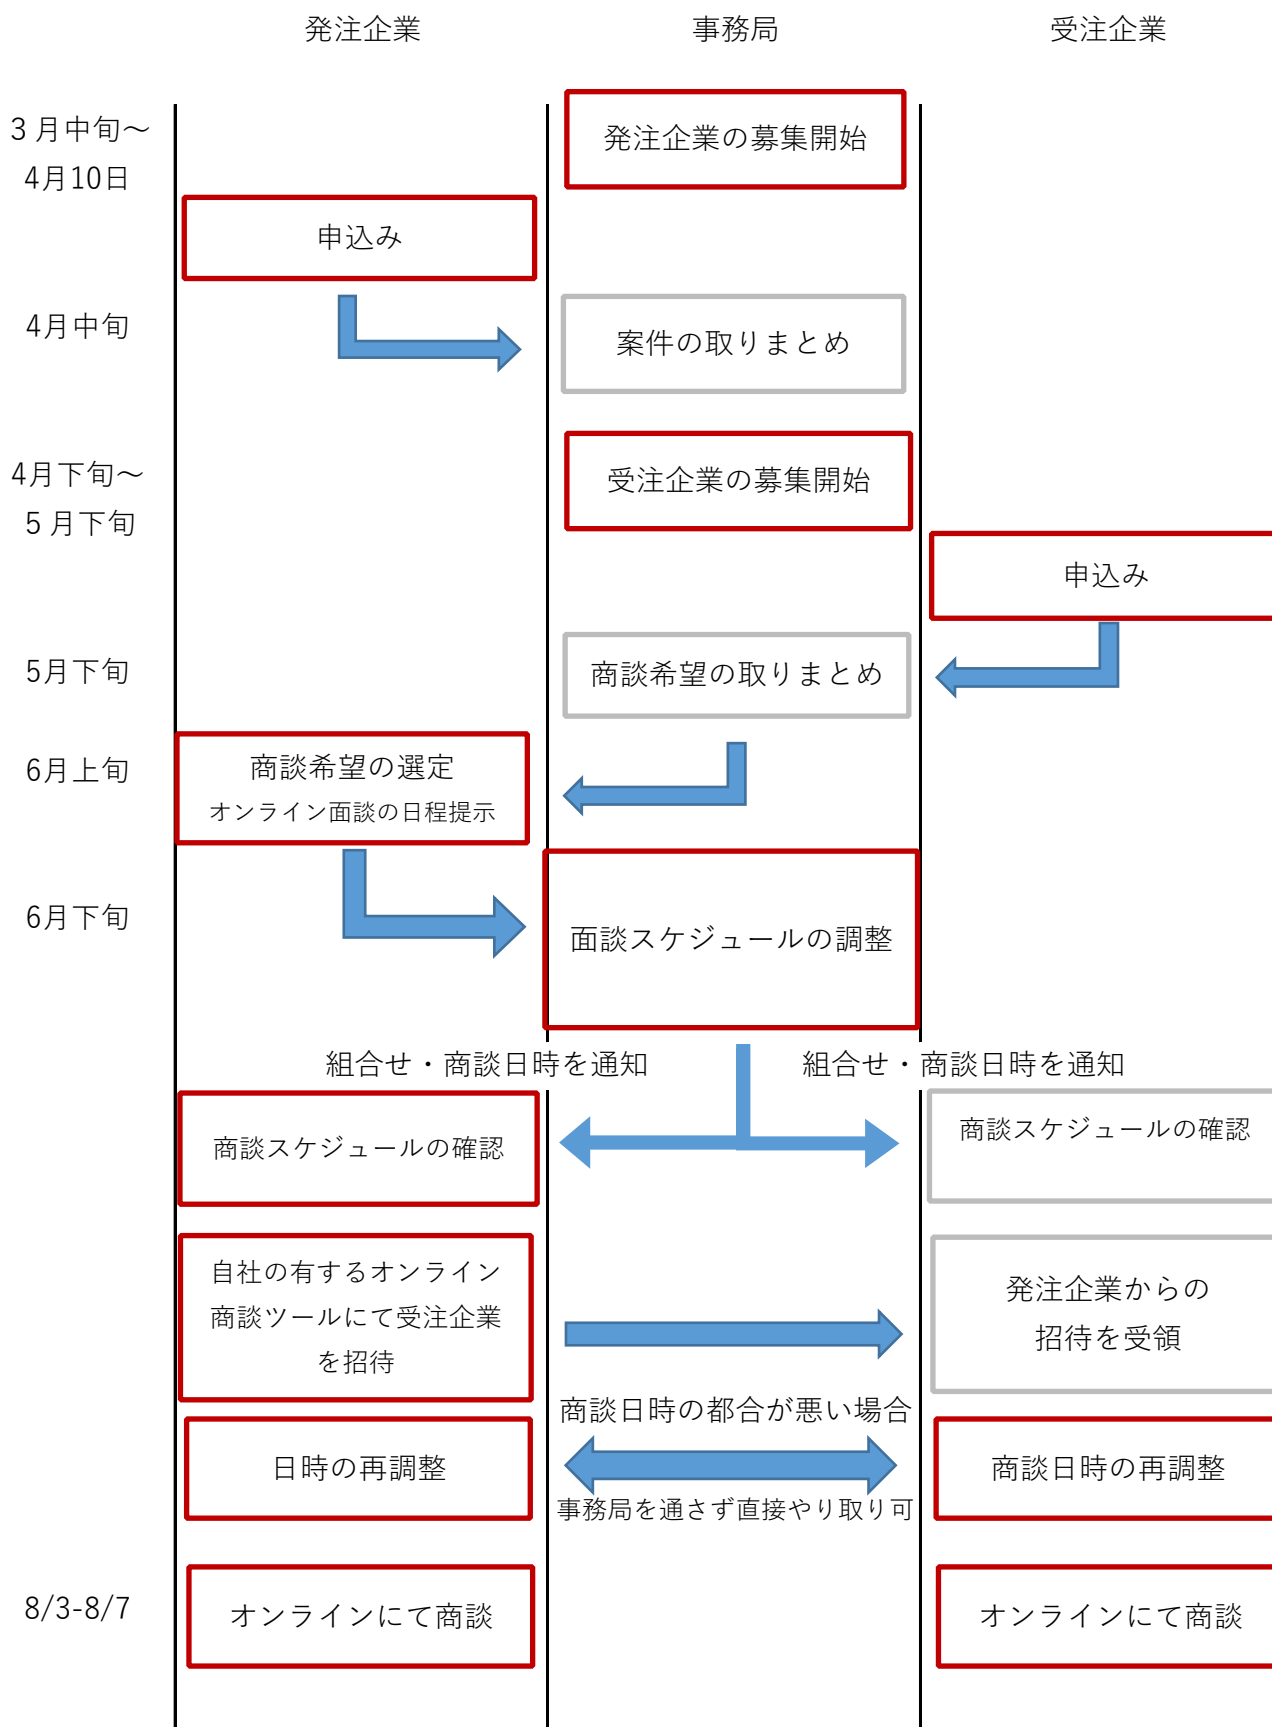 発注企業
事務局
受注企業
3 月中旬～
4月10日
発注企業の募集開始
申込み
4月中旬
案件の取りまとめ
4月下旬～
5 月下旬
受注企業の募集開始
申込み
5月下旬
商談希望の取りまとめ
6月上旬
商談希望の選定
オンライン面談の日程提示
6月下旬
面談スケジュールの調整
組合せ・商談日時を通知
組合せ・商談日時を通知
商談スケジュールの確認
商談スケジュールの確認
自社の有するオンライン
商談ツールにて受注企業
を招待
発注企業からの
招待を受領
商談日時の都合が悪い場合
日時の再調整
商談日時の再調整
事務局を通さず直接やり取り可
8/3-8/7
オンラインにて商談
オンラインにて商談